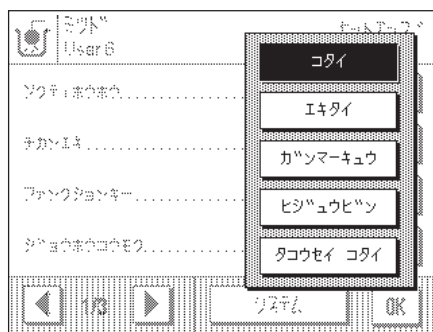 ミツド
User 6
セットアップ
ソクテイホウホウ
チカンエキ
ファンクションキー
ジョウホウコウモク
コタイ
エキタイ
ガンマーキュウ
ヒジュウビン
タコウセイ コタイ
1/3
システム
OK